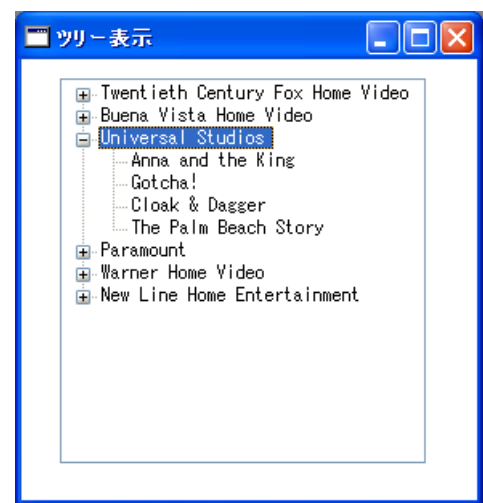 ツリー表示
Twentieth Century Fox Home Video
Buena Vista Home Video
Universal Studios
Anna and the King
Gotcha!
Cloak & Dagger
The Palm Beach Story
Paramount
Warner Home Video
New Line Home Entertainment